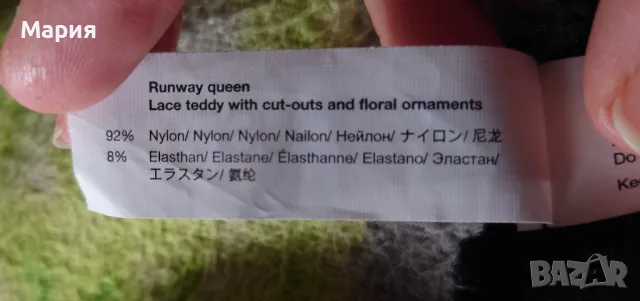 Мария
Runway queen
Lace teddy with cut-outs and floral ornaments
92% Nylon/ Nylon/ Nylon/ Nailon/ Нейлон/ ナイロン/ 尼龙
8% Elasthan/ Elastane/ Élasthanne/ Elastano/ Эластан/
エラスタン/ 氨纶
Do
Ke
BAZAR
bg